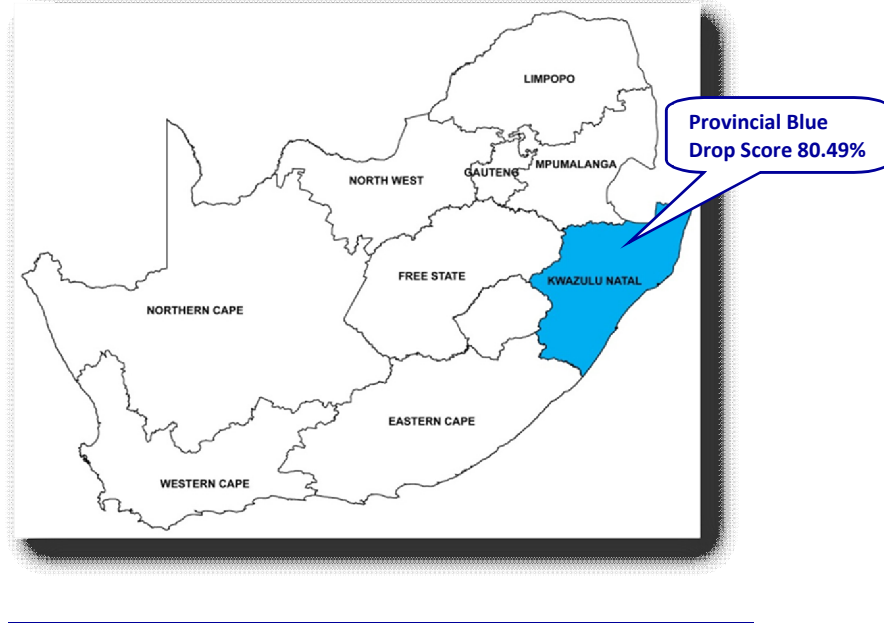 LIMPOPO
Provincial Blue
Drop Score 80.49%
MPUMALANGA
GAUTENG
NORTH WEST
FREE STATE
KWAZULU NATAL
NORTHERN CAPE
EASTERN CAPE
WESTERN CAPE